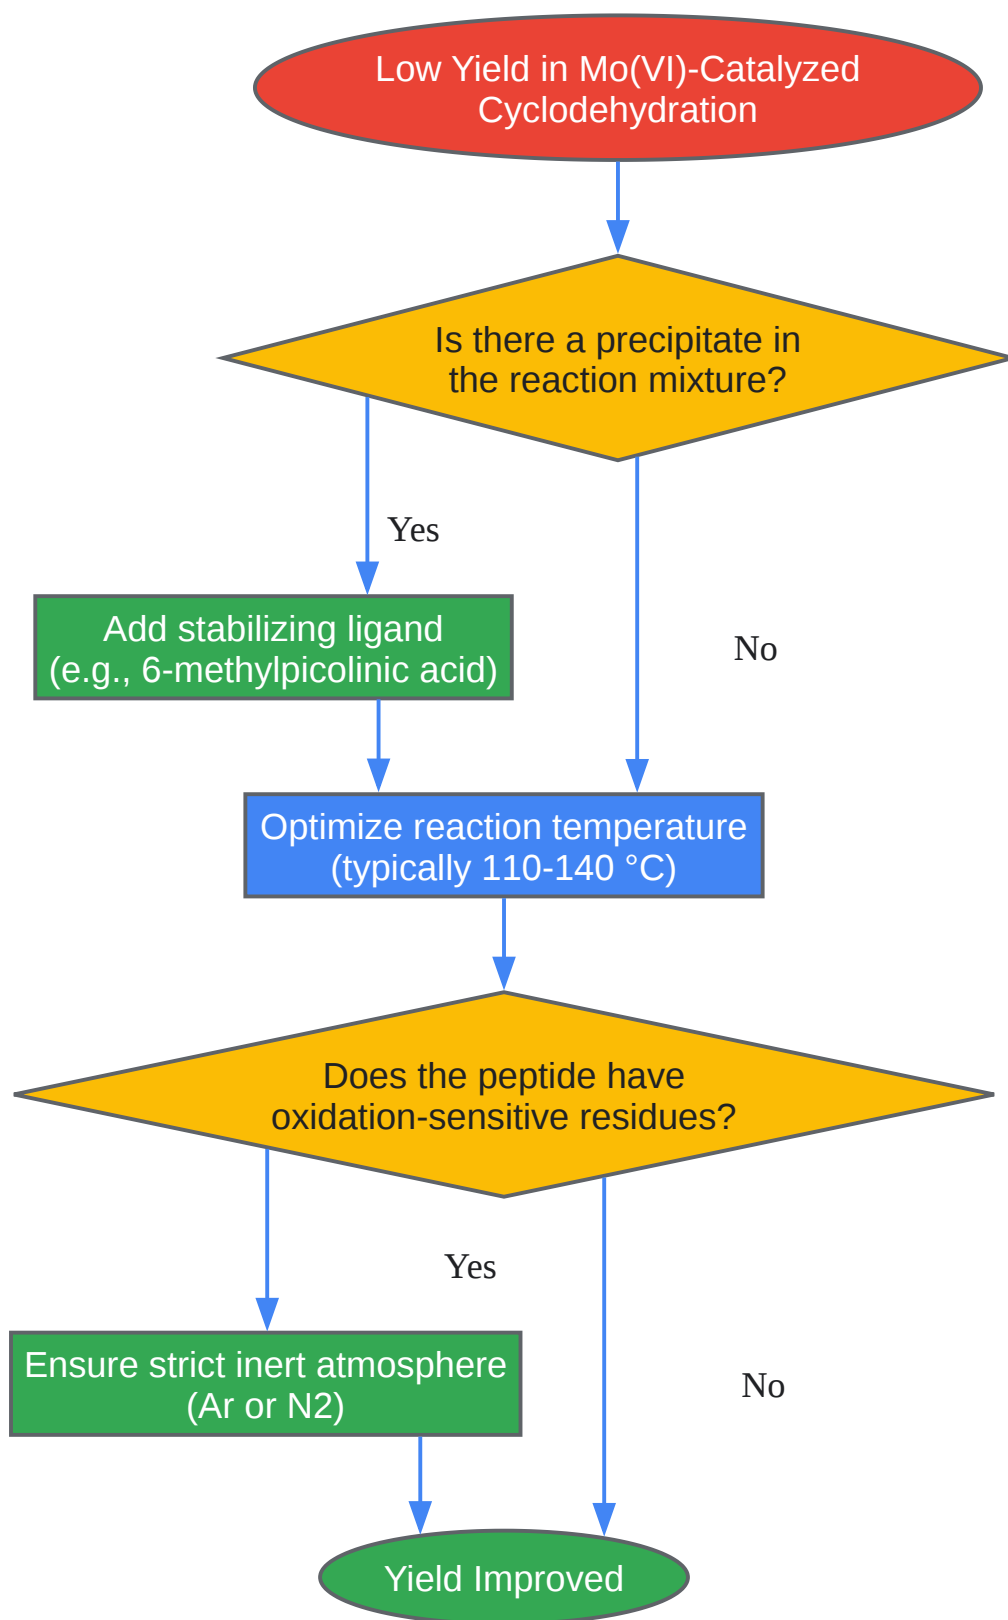 Low Yield in Mo(VI)-Catalyzed
Cyclodehydration
Is there a precipitate in
the reaction mixture?
Yes
Add stabilizing ligand
(e.g., 6-methylpicolinic acid)
No
Optimize reaction temperature
(typically 110-140 °C)
Does the peptide have
oxidation-sensitive residues?
Yes
Ensure strict inert atmosphere
(Ar or N2)
No
Yield Improved